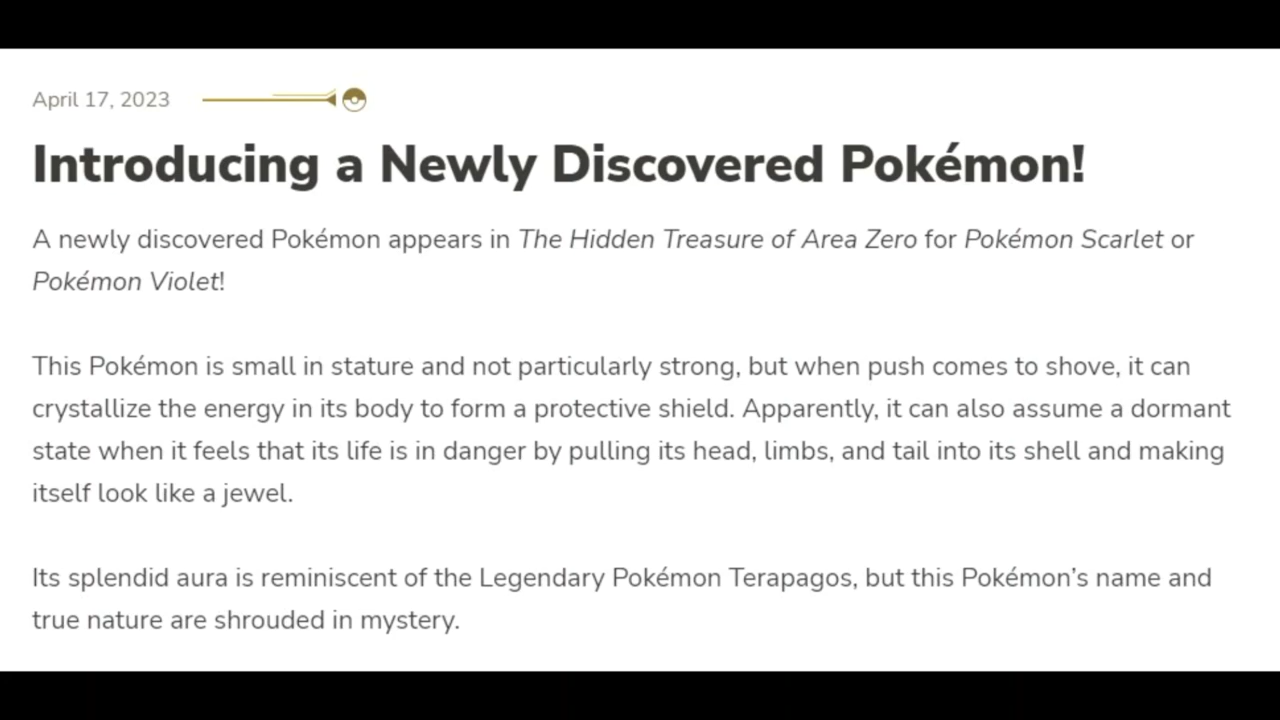 April 17, 2023
Introducing a Newly Discovered Pokémon!
A newly discovered Pokémon appears in The Hidden Treasure of Area Zero for Pokémon Scarlet or
Pokémon Violet!
This Pokémon is small in stature and not particularly strong, but when push comes to shove, it can
crystallize the energy in its body to form a protective shield. Apparently, it can also assume a dormant
state when it feels that its life is in danger by pulling its head, limbs, and tail into its shell and making
itself look like a jewel.
Its splendid aura is reminiscent of the Legendary Pokémon Terapagos, but this Pokémon’s name and
true nature are shrouded in mystery.